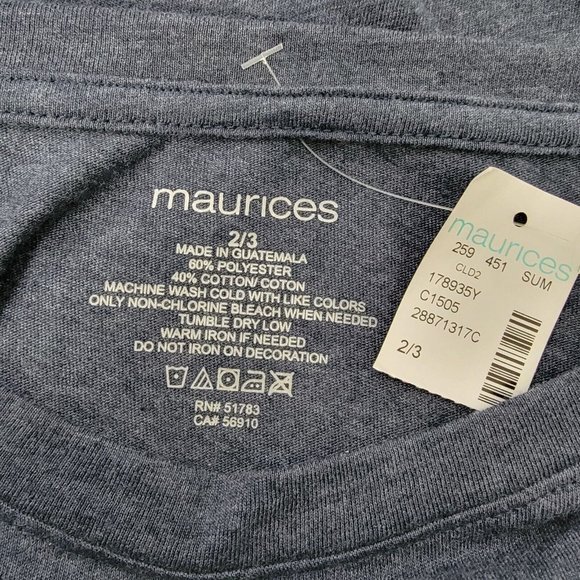 maurices
2/3
MADE IN GUATEMALA
60% POLYESTER
40% COTTON/ COTON
MACHINE WASH COLD WITH LIKE COLORS
ONLY NON-CHLORINE BLEACH WHEN NEEDED
TUMBLE DRY LOW
WARM IRON IF NEEDED
DO NOT IRON ON DECORATION
RN# 51783
CA# 56910
maurices
259 451 SUM
CLD2
178935Y
C1505
28871317C
2/3